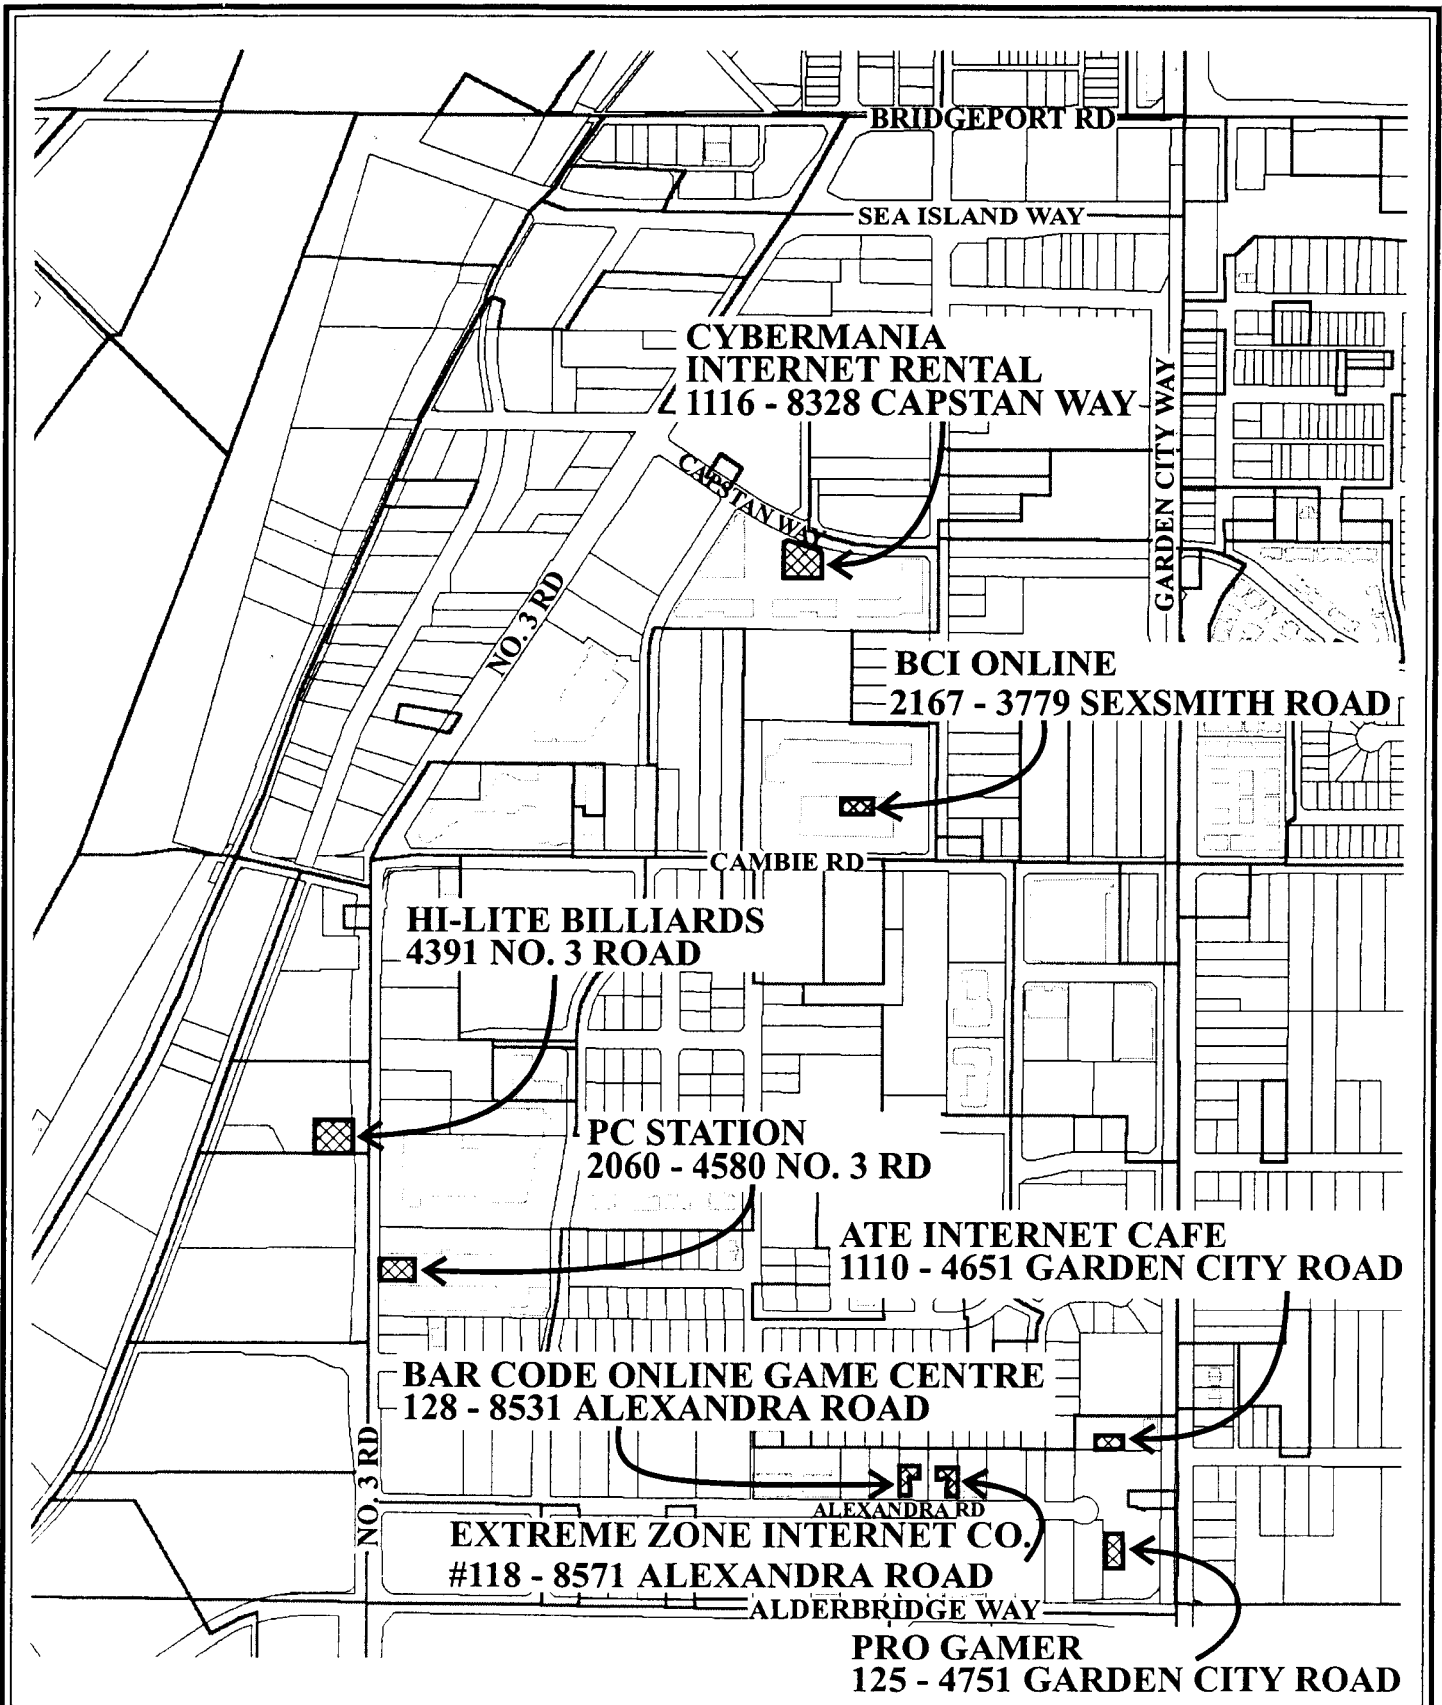 BRIDGEPORT RD
SEA ISLAND WAY
CYBERMANIA
INTERNET RENTAL
1116 - 8328 CAPSTAN WAY
GARDEN CITY WAY
CAPSTAN WAY
NO. 3 RD
BCI ONLINE
2167 - 3779 SEXSMITH ROAD
CAMBIE RD
HI-LITE BILLIARDS
4391 NO. 3 ROAD
PC STATION
2060 - 4580 NO. 3 RD
ATE INTERNET CAFE
1110 - 4651 GARDEN CITY ROAD
BAR CODE ONLINE GAME CENTRE
128 - 8531 ALEXANDRA ROAD
NO. 3 RD
ALEXANDRA RD
EXTREME ZONE INTERNET CO.
#118 - 8571 ALEXANDRA ROAD
ALDERBRIDGE WAY
PRO GAMER
125 - 4751 GARDEN CITY ROAD